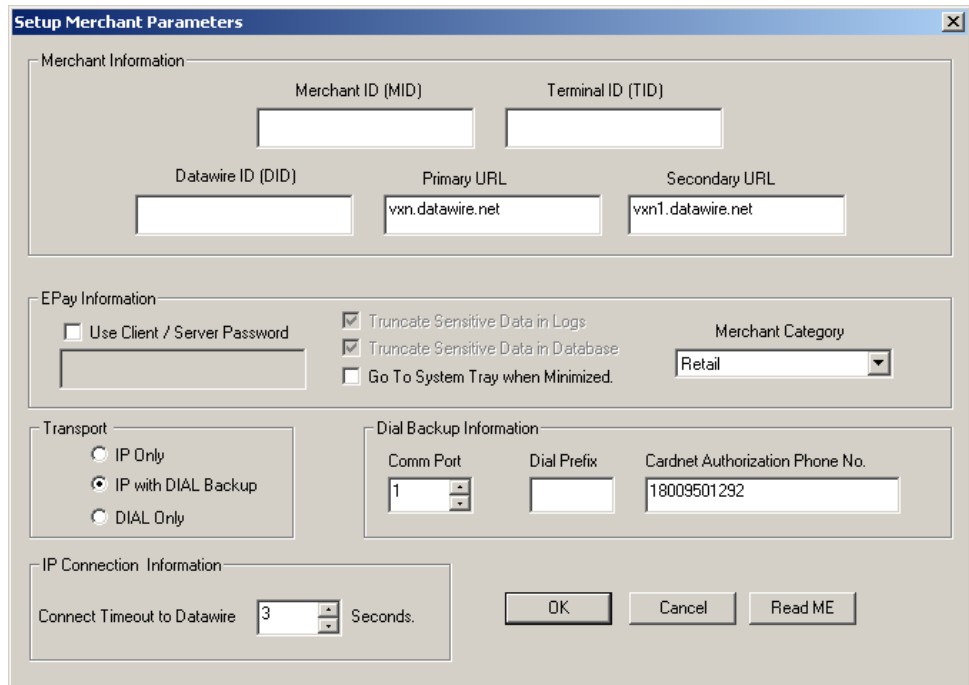 Setup Merchant Parameters
Merchant Information
Merchant ID (MID) Terminal ID (TID)
Datawire ID (DID) Primary URL Secondary URL
vxn.datawire.net vxn1.datawire.net
EPay Information
Use Client / Server Password
Truncate Sensitive Data in Logs
Truncate Sensitive Data in Database
Go To System Tray when Minimized.
Merchant Category
Retail
Transport
IP Only
IP with DIAL Backup
DIAL Only
Dial Backup Information
Comm Port Dial Prefix Cardnet Authorization Phone No.
1 18009501292
IP Connection Information
Connect Timeout to Datawire 3 Seconds.
OK Cancel Read ME